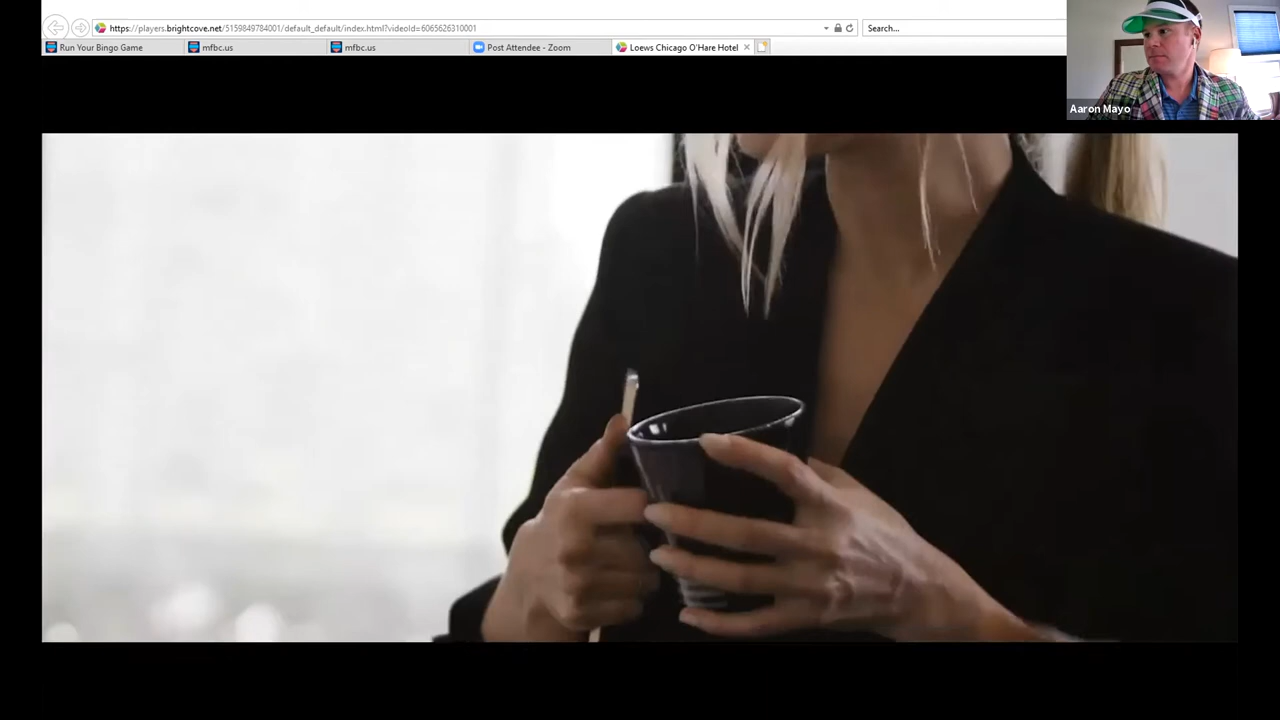 https://players.brightcove.net/5159849784001/default_default/index.html?videoId=6065626310001
Search...
Run Your Bingo Game
mfbc.us
mfbc.us
Post Attendee - Zoom
Loews Chicago O'Hare Hotel
Aaron Mayo